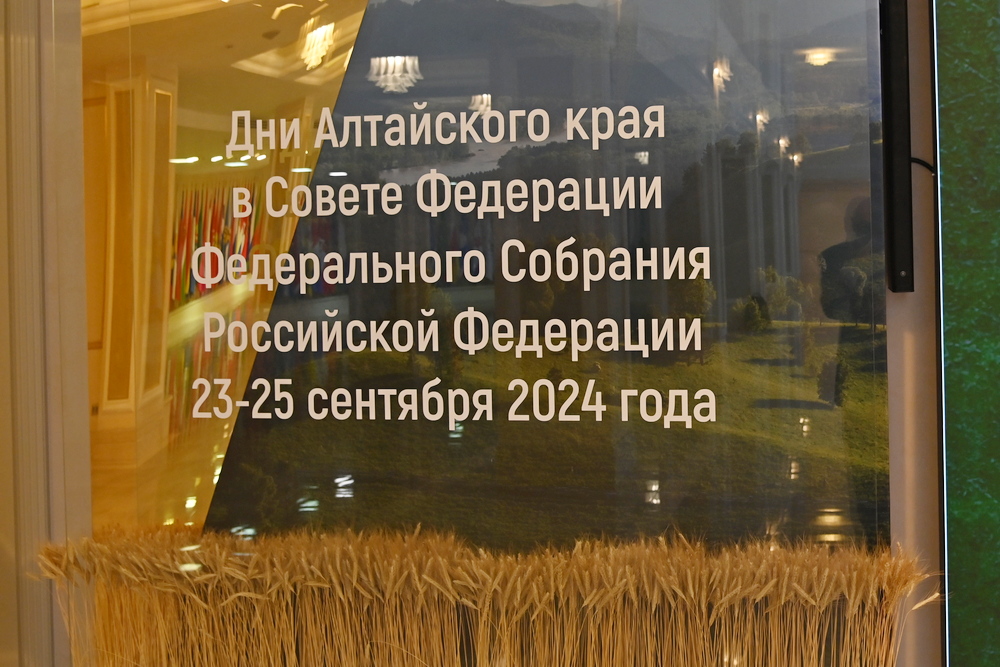 Дни Алтайского края
в Совете Федерации
Федерального Собрания
Российской Федерации
23-25 сентября 2024 года